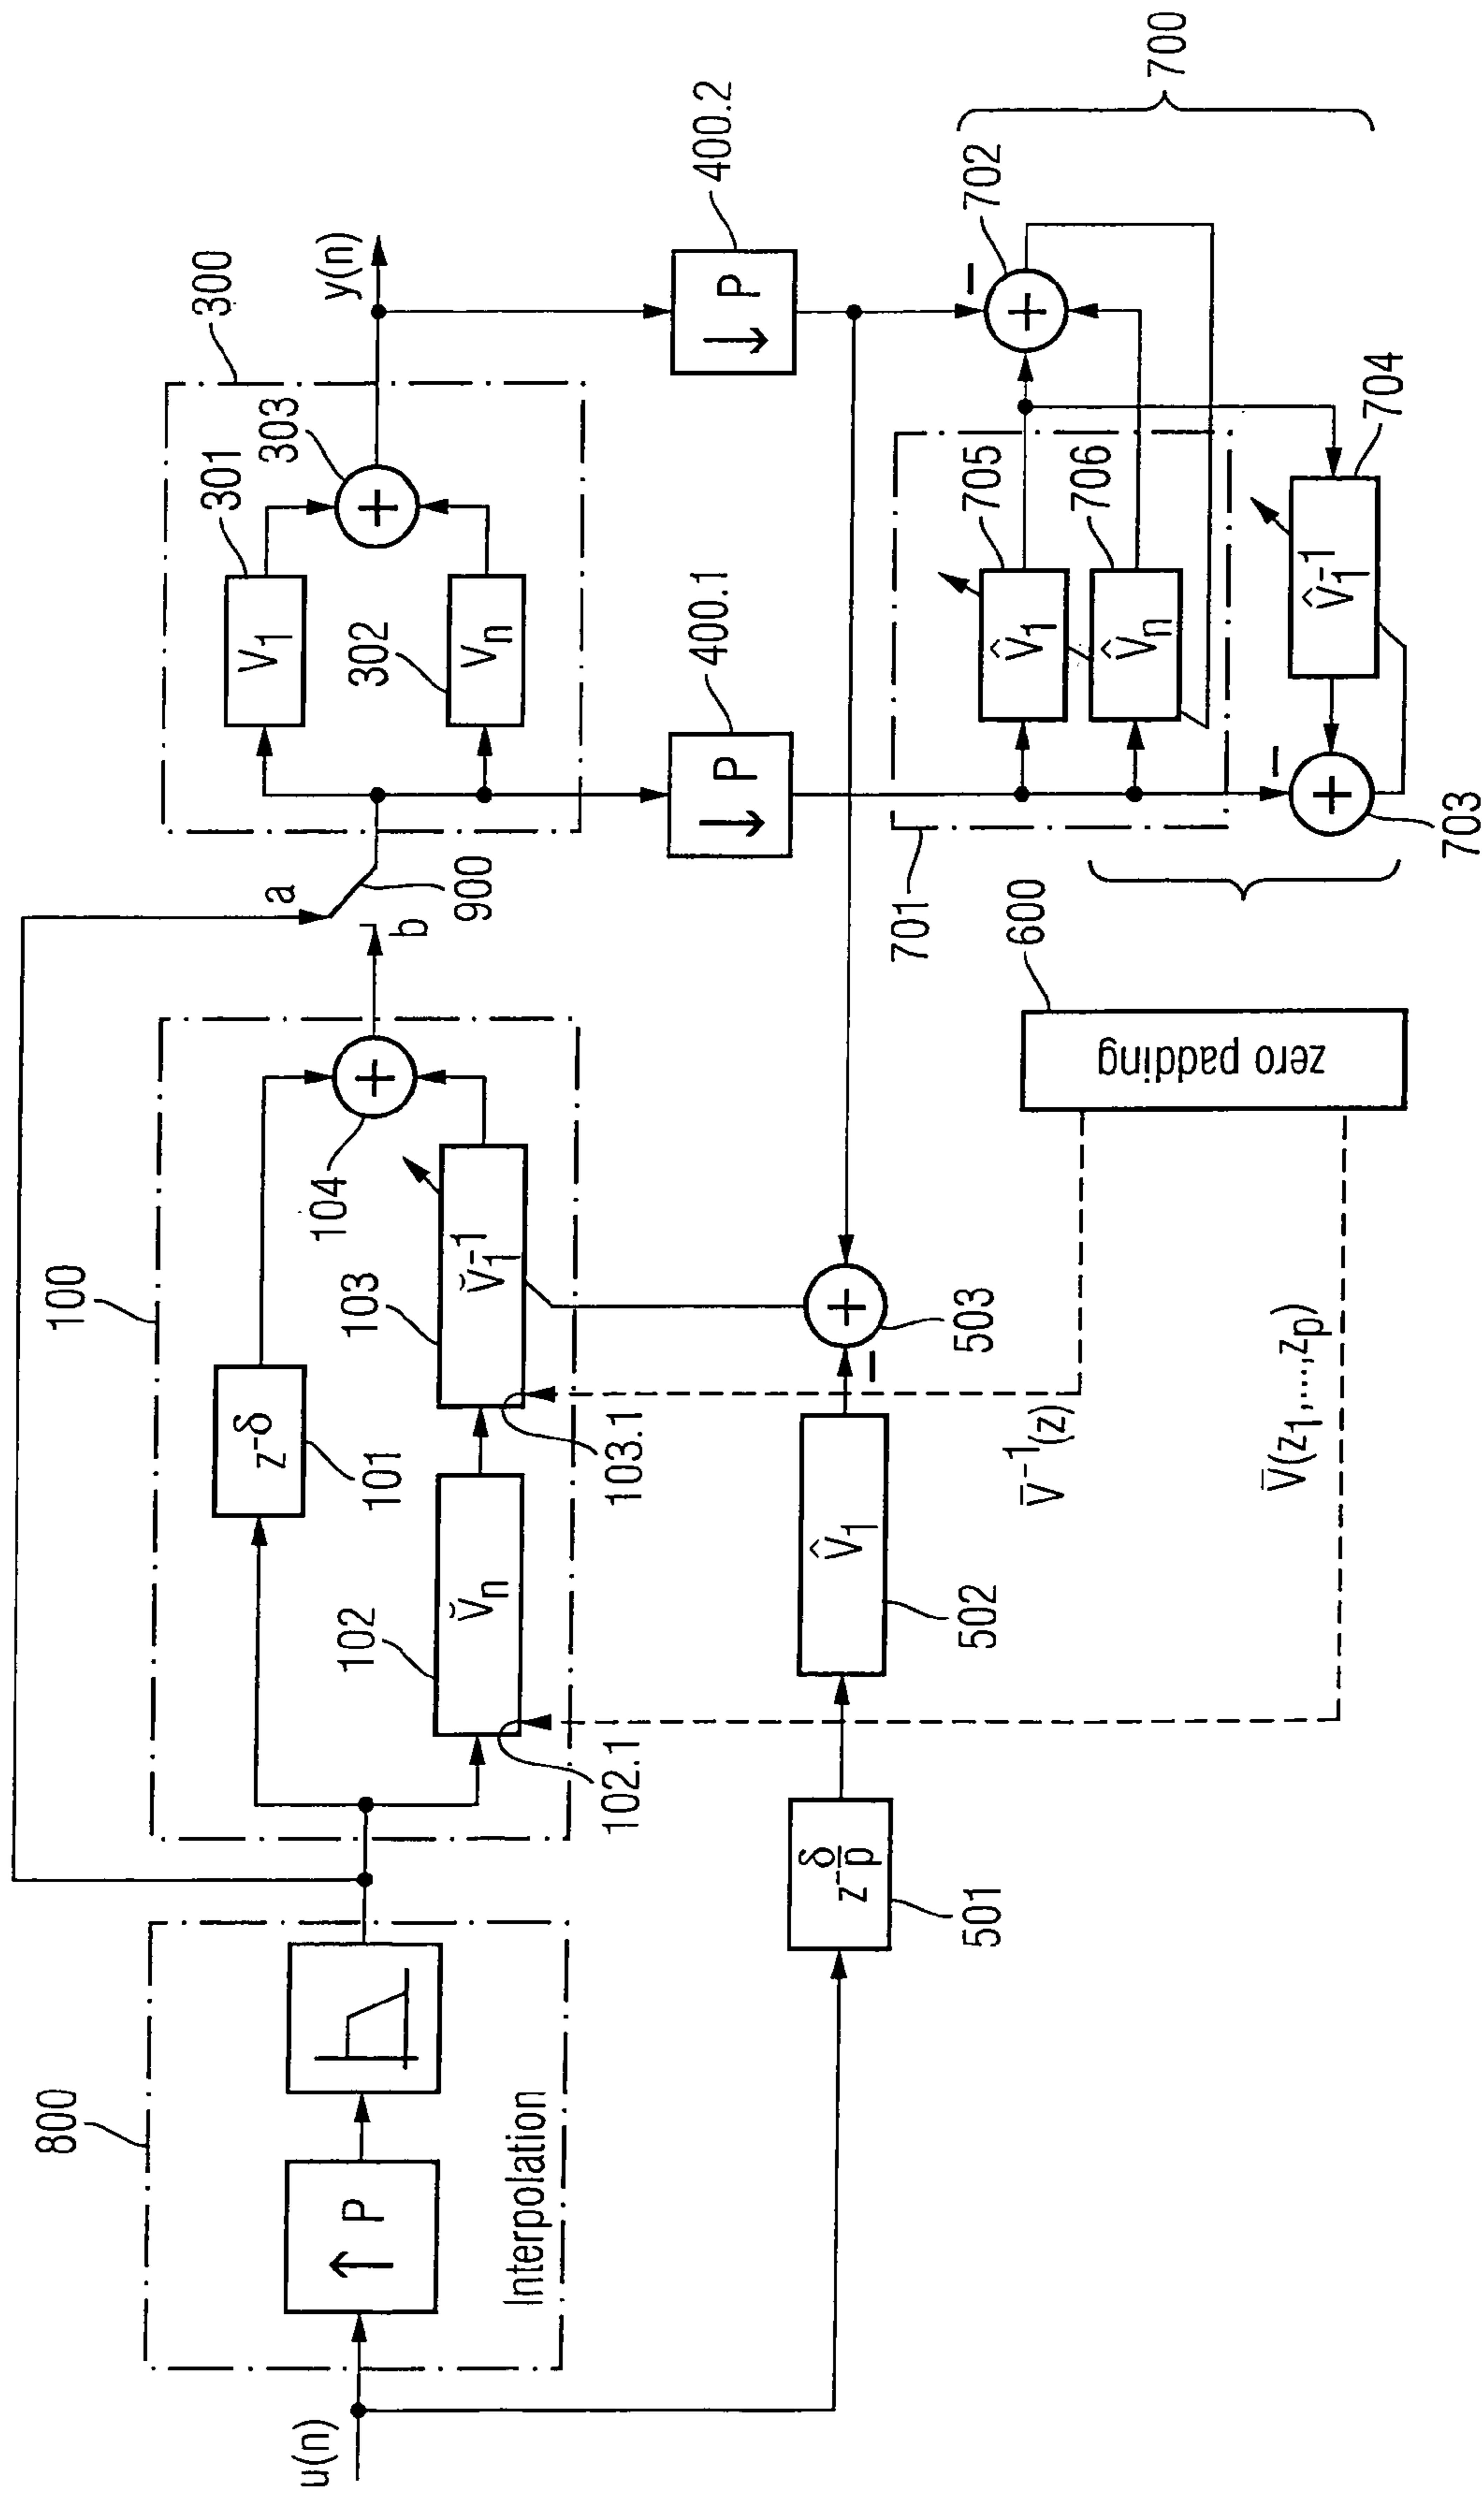 800
u(n)
↑ P
Interpolation
100
z^-δ
101
102
V̌n
102.1
103
V̌1^-1
103.1
104
+
a
b
900
300
301
V1
302
Vn
303
+
y(n)
400.1
↓ P
400.2
↓ P
501
z^-δ/p
502
V̂1
503
+
−
V̄^-1(z)
V̄(z1,...,zp)
600
zero padding
700
701
702
+
−
703
+
−
704
V̂1^-1
705
V̂1
706
V̂n